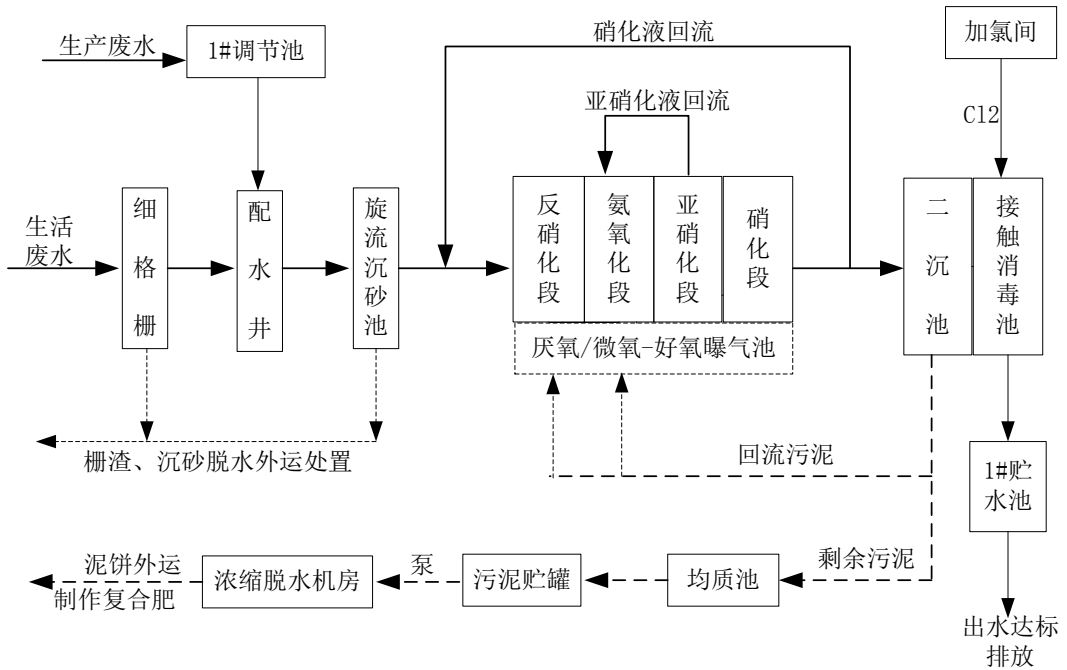 生产废水
1#调节池
硝化液回流
加氯间
亚硝化液回流
Cl2
生活
废水
细格栅
配水井
旋流沉砂池
反硝化段
氨氧化段
亚硝化段
硝化段
二沉池
接触消毒池
厌氧/微氧-好氧曝气池
栅渣、沉砂脱水外运处置
回流污泥
1#贮
水池
泥饼外运
制作复合肥
浓缩脱水机房
泵
污泥贮罐
均质池
剩余污泥
出水达标
排放